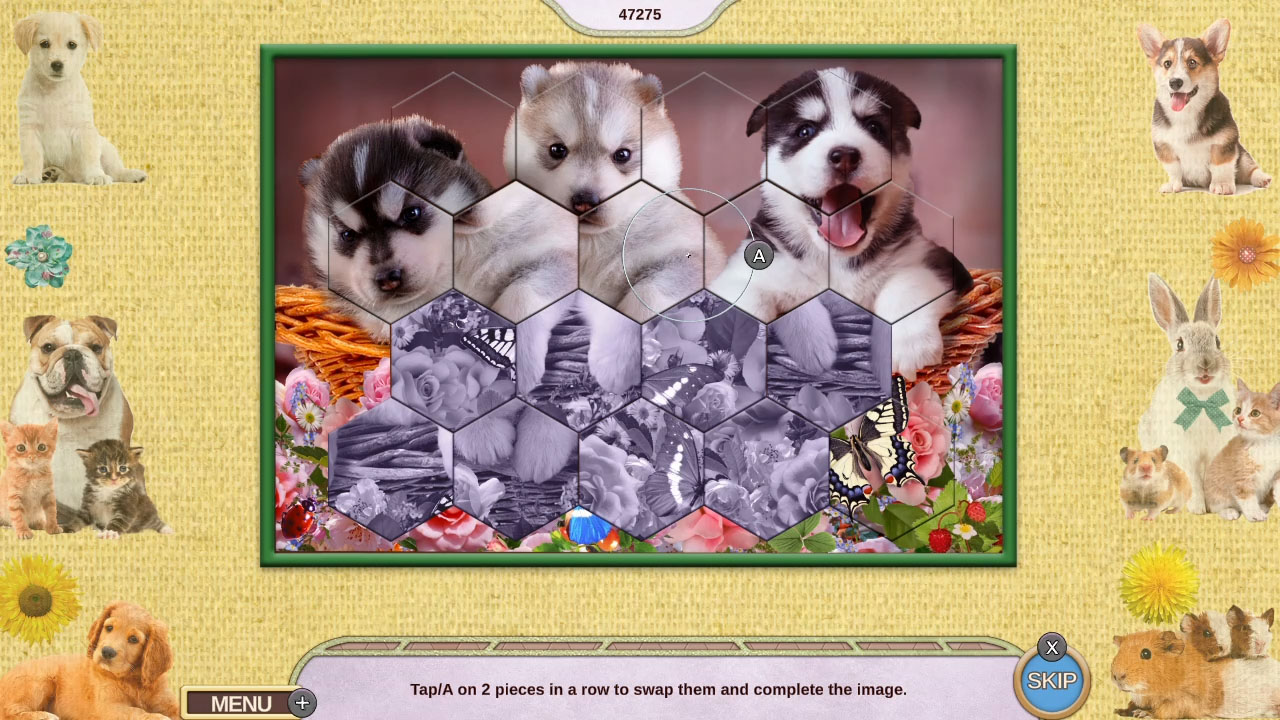 47275
A
X
SKIP
Tap/A on 2 pieces in a row to swap them and complete the image.
MENU +